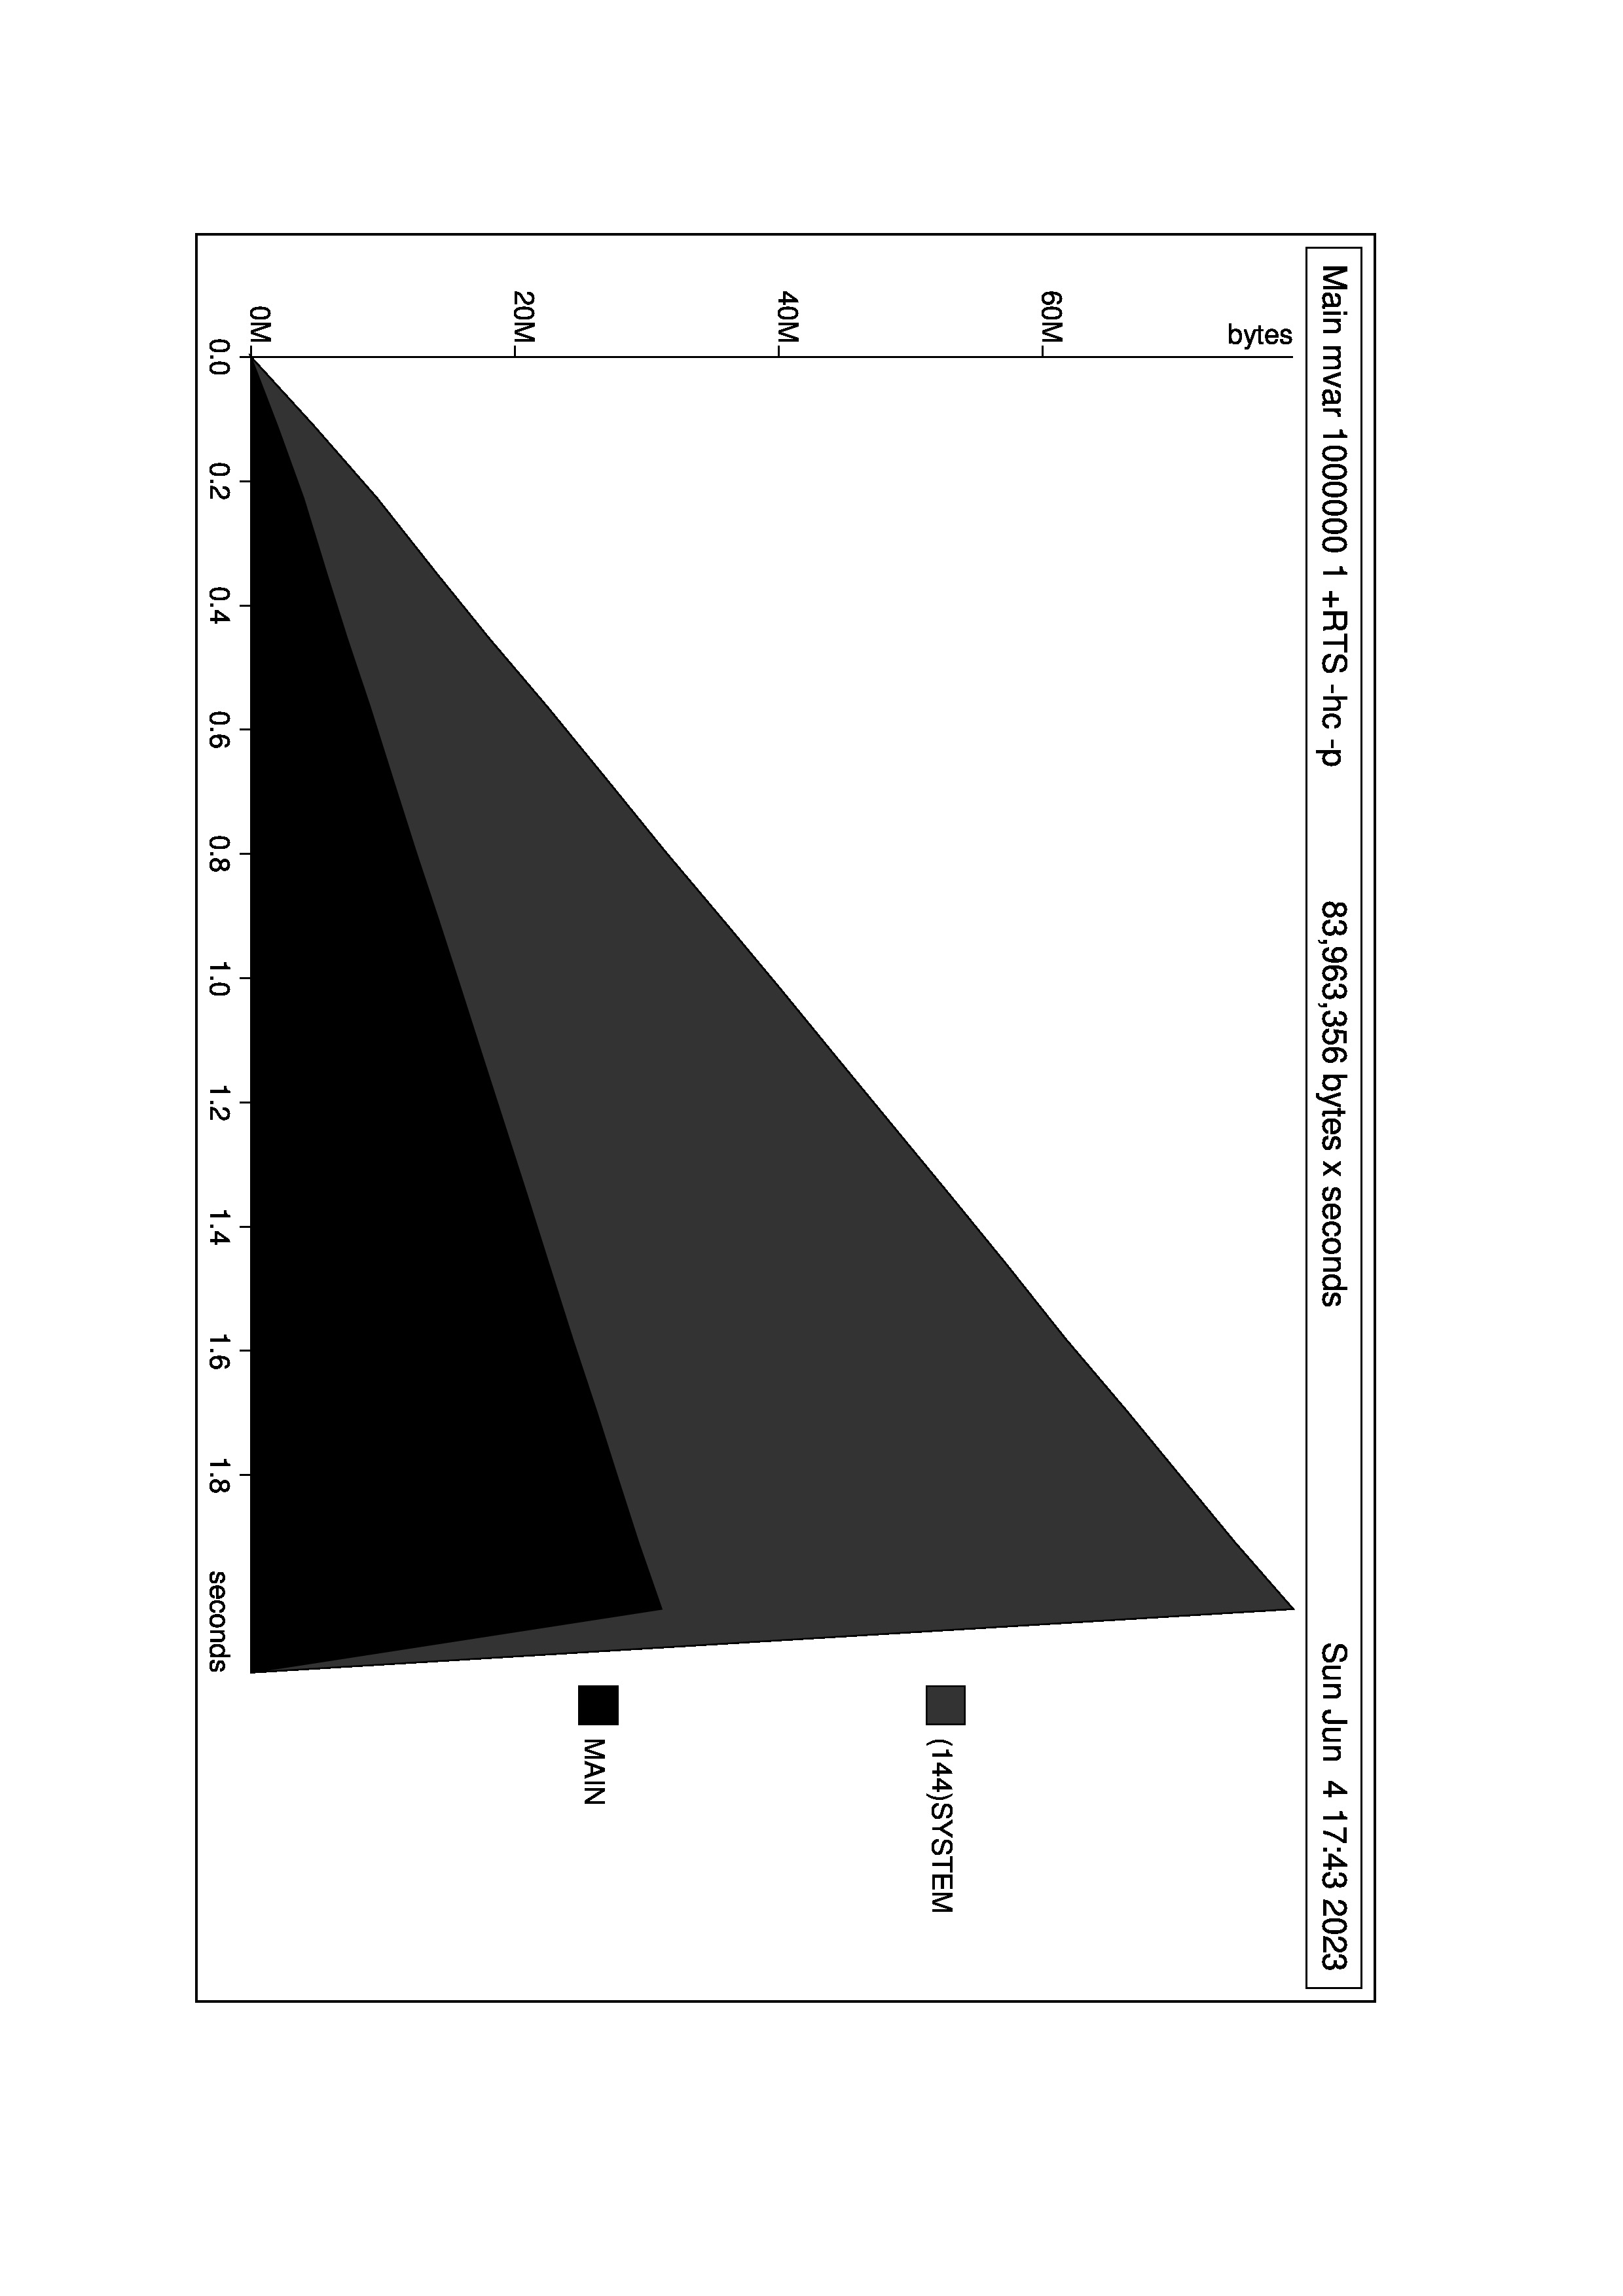 Main mvar 1000000 1 +RTS -hc -p 83,963,356 bytes x seconds Sun Jun  4 17:43 2023
bytes
60M
40M
20M
0M
0.0 0.2 0.4 0.6 0.8 1.0 1.2 1.4 1.6 1.8 seconds
(144)SYSTEM
MAIN